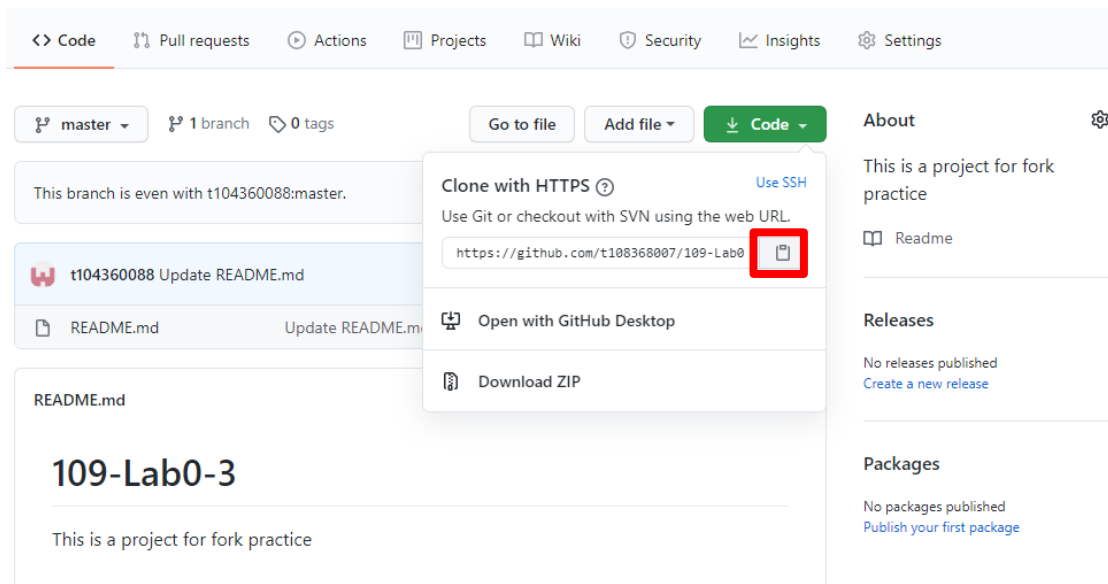 <> Code Pull requests Actions Projects Wiki Security Insights Settings
master 1 branch 0 tags Go to file Add file Code
This branch is even with t104360088:master.
t104360088 Update README.md
README.md Update README.m
README.md
109-Lab0-3
This is a project for fork practice
Clone with HTTPS ?
Use SSH
Use Git or checkout with SVN using the web URL.
https://github.com/t108368007/109-Lab0
Open with GitHub Desktop
Download ZIP
About
This is a project for fork
practice
Readme
Releases
No releases published
Create a new release
Packages
No packages published
Publish your first package